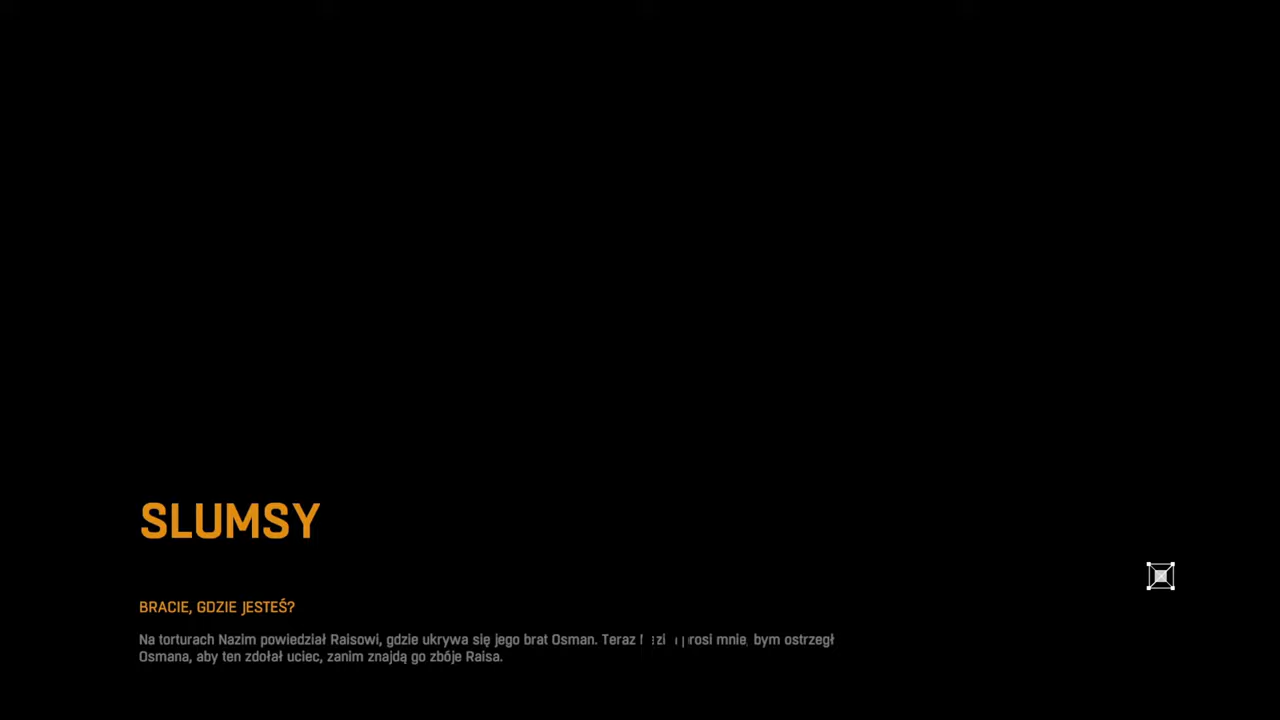 SLUMSY
BRACIE, GDZIE JESTEŚ?
Na torturach Nazim powiedział Raisowi, gdzie ukrywa się jego brat Osman. Teraz prosi mnie, bym ostrzegł
Osmana, aby ten zdołał uciec, zanim znajdą go zbóje Raisa.